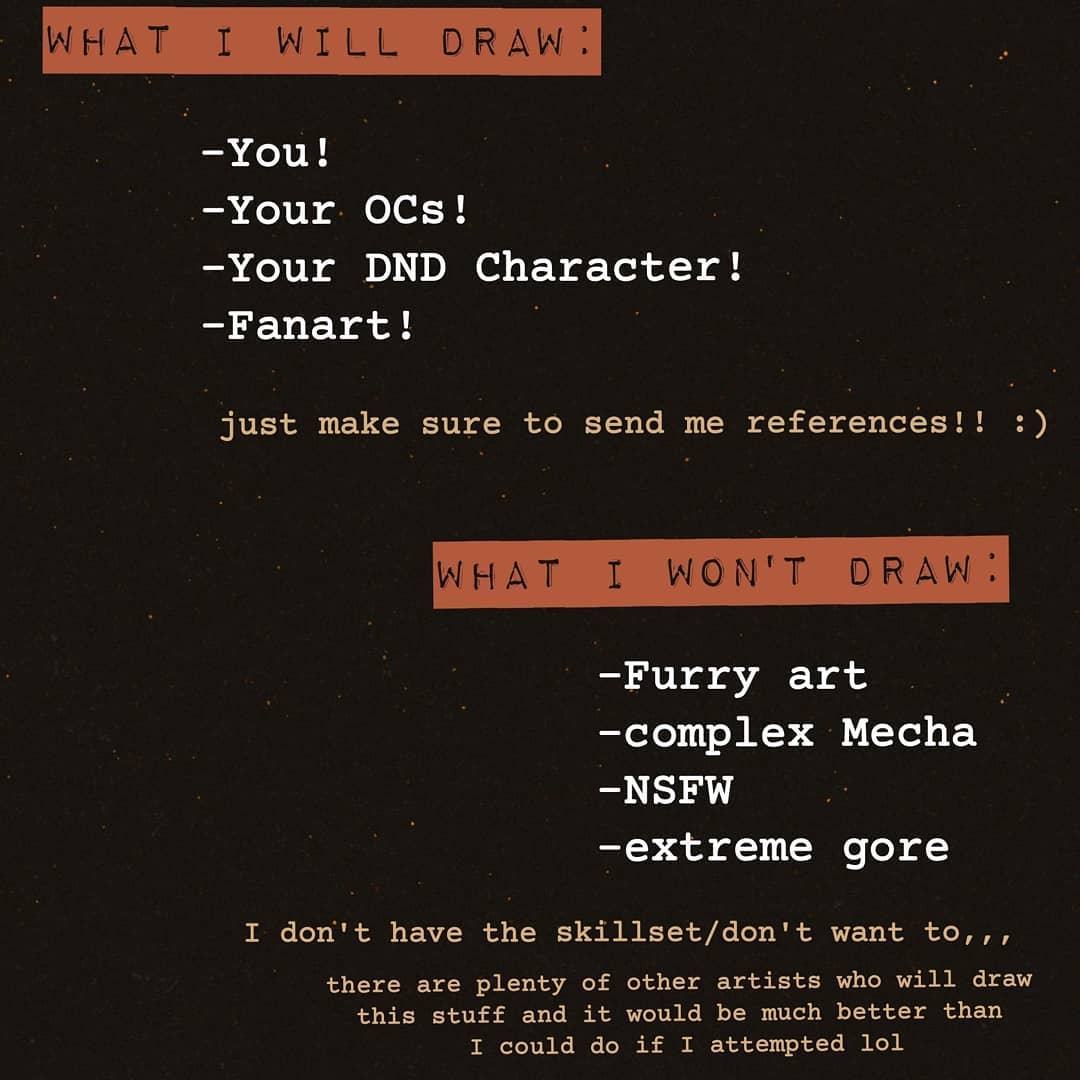 WHAT I WILL DRAW:
-You!
-Your OCs!
-Your DND Character!
-Fanart!
just make sure to send me references!! :)
WHAT I WON'T DRAW:
-Furry art
-complex Mecha
-NSFW
-extreme gore
I don't have the skillset/don't want to,,,
there are plenty of other artists who will draw
this stuff and it would be much better than
I could do if I attempted lol